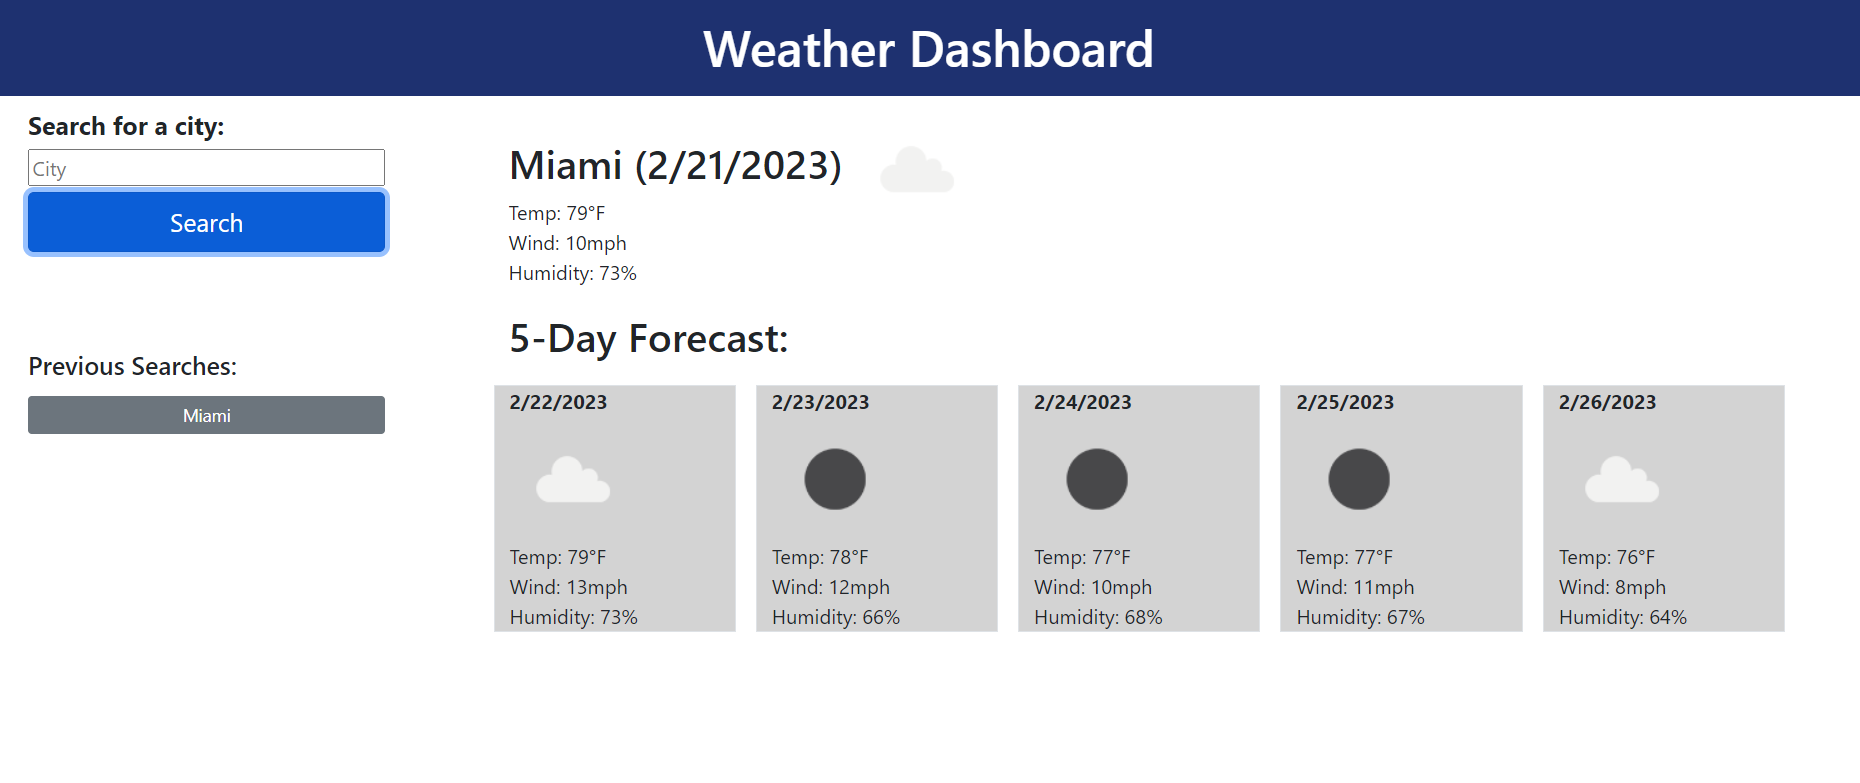 Weather Dashboard
Search for a city:
City
Search
Previous Searches:
Miami
Miami (2/21/2023)
Temp: 79°F
Wind: 10mph
Humidity: 73%
5-Day Forecast:
2/22/2023
Temp: 79°F
Wind: 13mph
Humidity: 73%
2/23/2023
Temp: 78°F
Wind: 12mph
Humidity: 66%
2/24/2023
Temp: 77°F
Wind: 10mph
Humidity: 68%
2/25/2023
Temp: 77°F
Wind: 11mph
Humidity: 67%
2/26/2023
Temp: 76°F
Wind: 8mph
Humidity: 64%